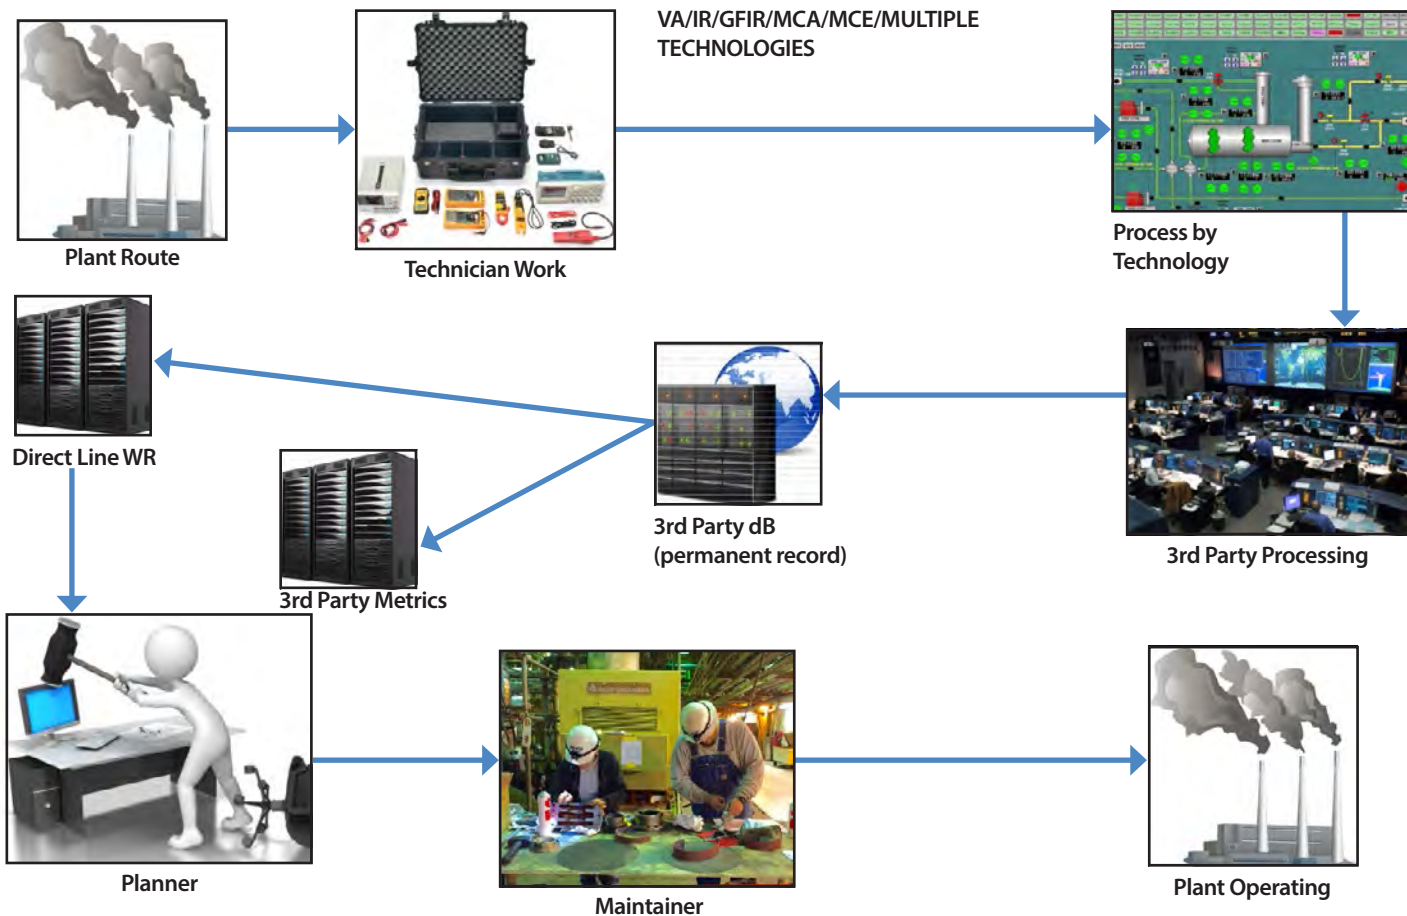 VA/IR/GFIR/MCA/MCE/MULTIPLE
TECHNOLOGIES
Plant Route
Technician Work
Process by
Technology
Direct Line WR
3rd Party Metrics
3rd Party dB
(permanent record)
3rd Party Processing
Planner
Maintainer
Plant Operating